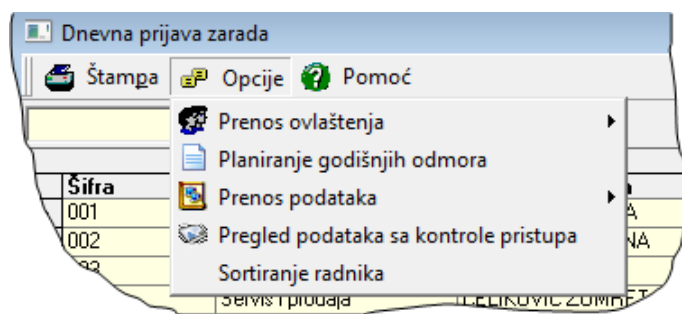 Dnevna prijava zarada
Štampa Opcije Pomoć
Prenos ovlaštenja
Planiranje godišnjih odmora
Šifra
Prenos podataka
001
Pregled podataka sa kontrole pristupa
002
Sortiranje radnika
Servis i prodaja